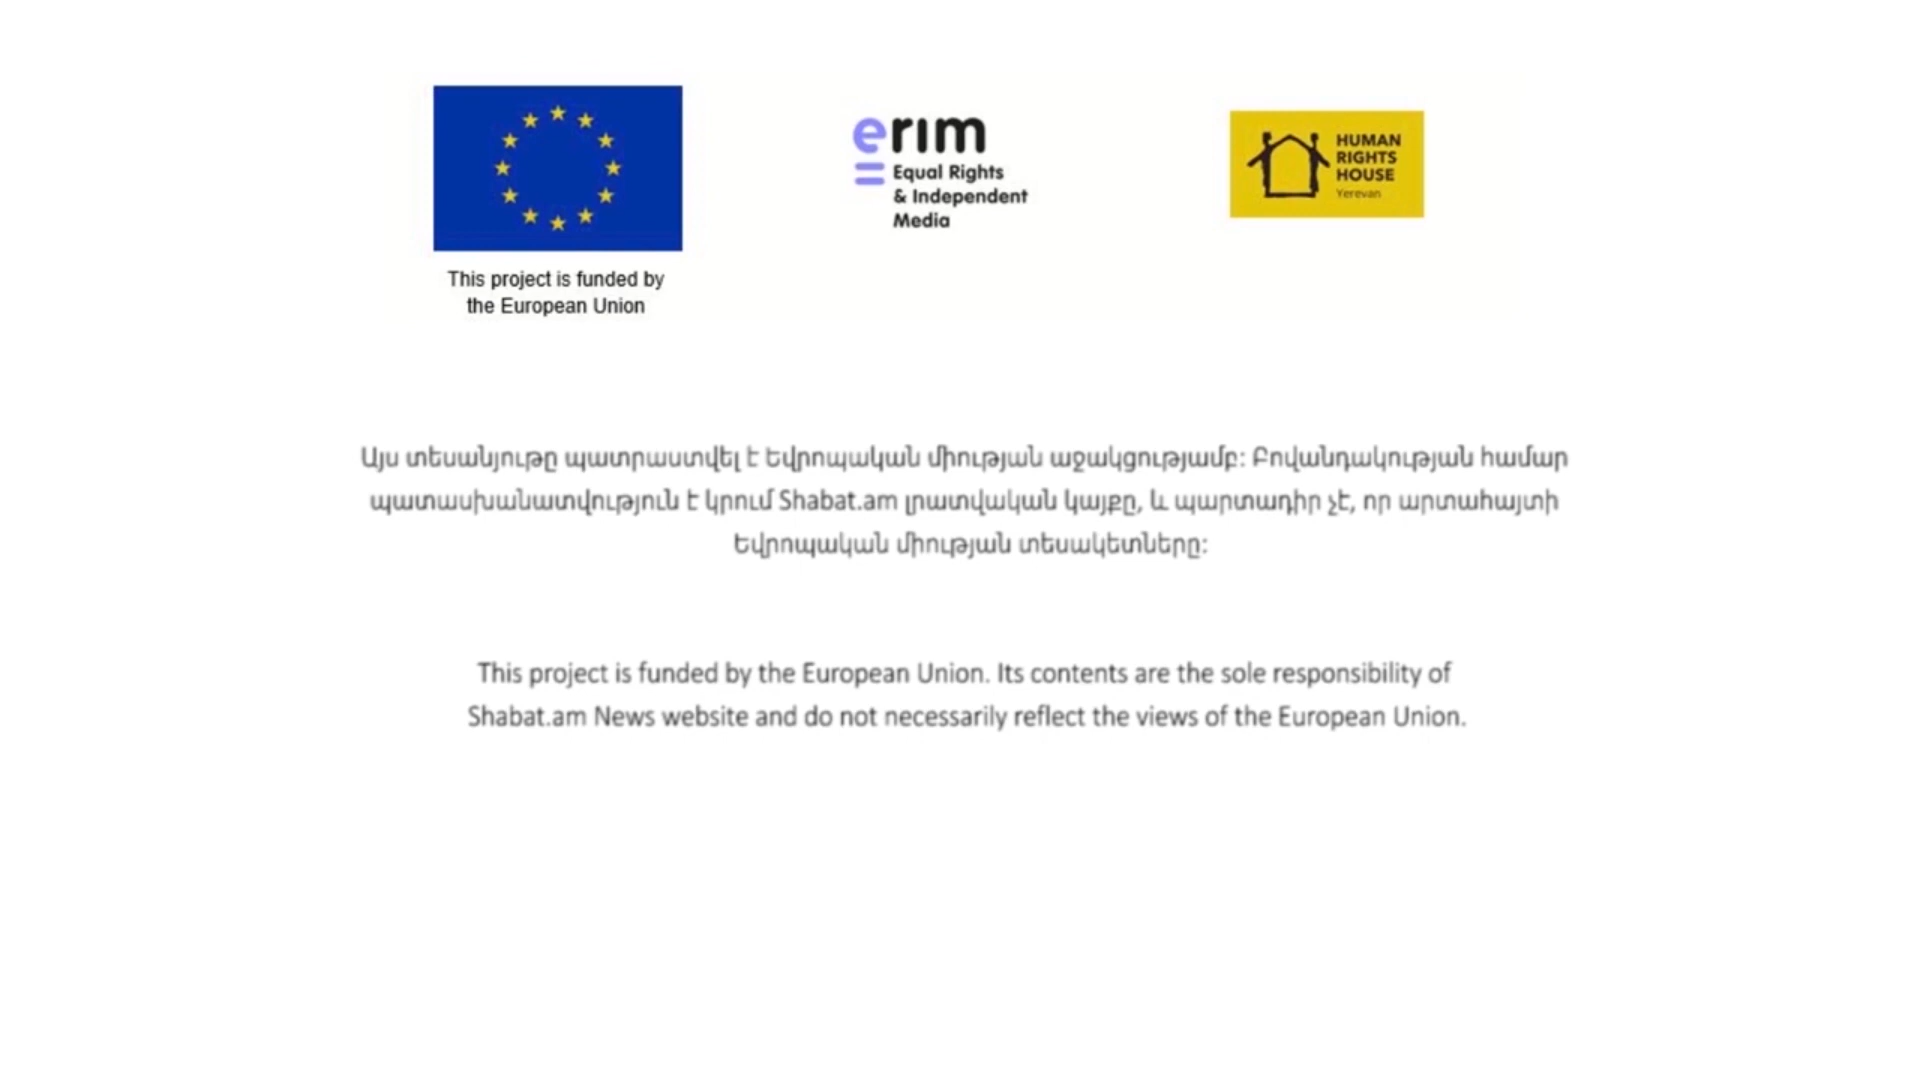 This project is funded by
the European Union
erim
Equal Rights
& Independent
Media
HUMAN
RIGHTS
HOUSE
Yerevan
Այս տեսանյութը պատրաստվել է Եվրոպական միության աջակցությամբ: Բովանդակության համար
պատասխանատվություն է կրում Shabat.am լրատվական կայքը, և պարտադիր չէ, որ արտահայտի
Եվրոպական միության տեսակետները:
This project is funded by the European Union. Its contents are the sole responsibility of
Shabat.am News website and do not necessarily reflect the views of the European Union.